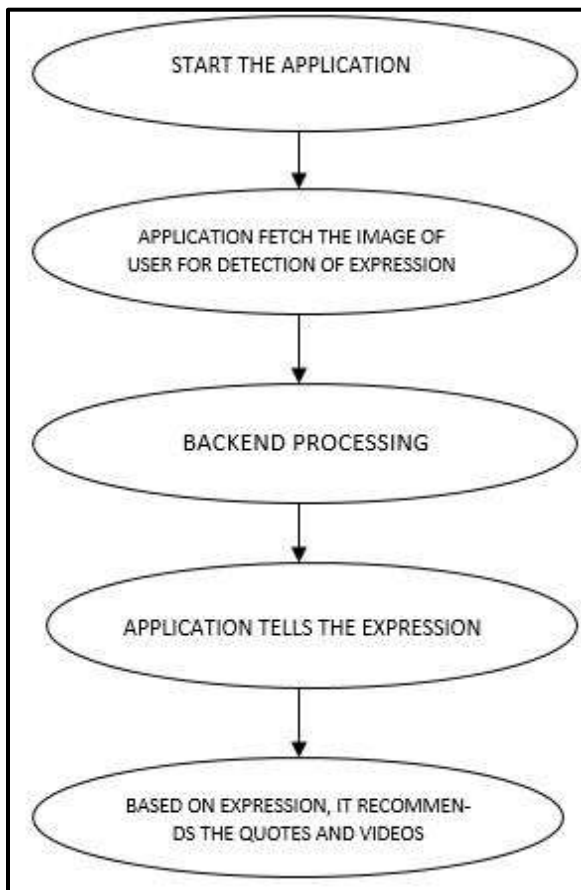 START THE APPLICATION
APPLICATION FETCH THE IMAGE OF
USER FOR DETECTION OF EXPRESSION
BACKEND PROCESSING
APPLICATION TELLS THE EXPRESSION
BASED ON EXPRESSION, IT RECOMMEN-
DS THE QUOTES AND VIDEOS